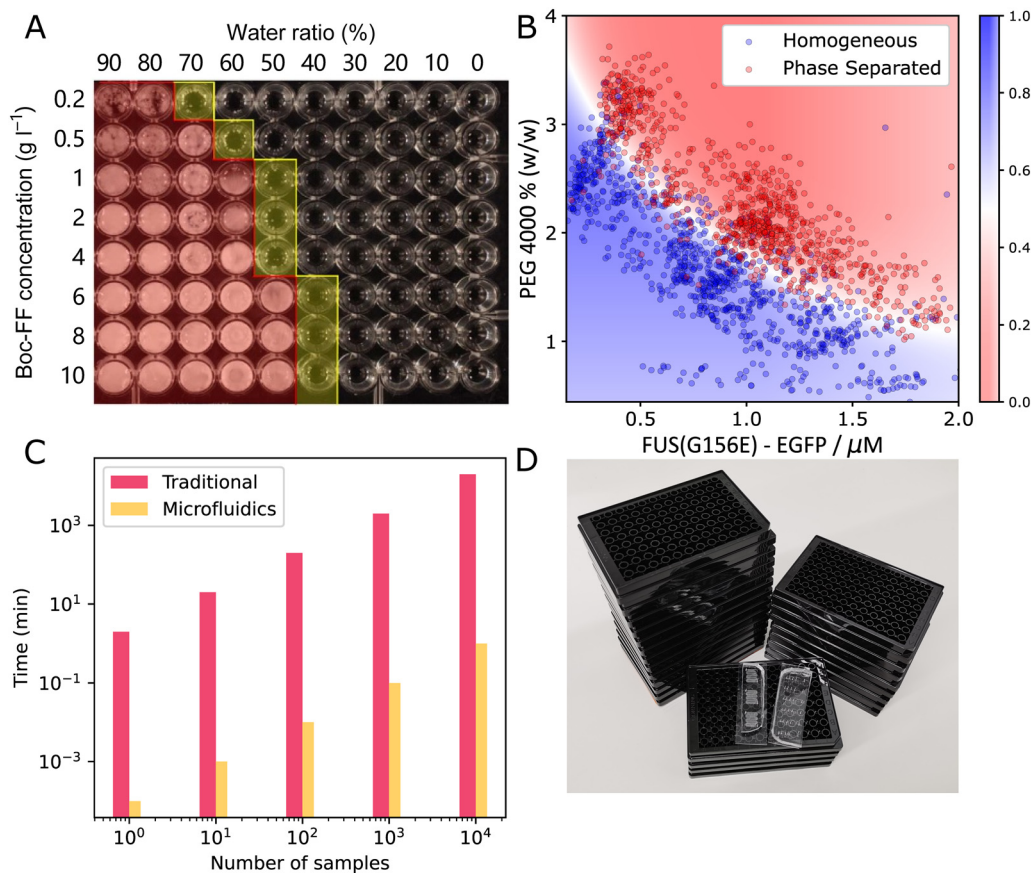 A
Water ratio (%)
90 80 70 60 50 40 30 20 10 0
Boc-FF concentration (g l⁻¹)
0.2
0.5
1
2
4
6
8
10
B
Homogeneous
Phase Separated
PEG 4000 % (w/w)
4
3
2
1
0.5 1.0 1.5 2.0
FUS(G156E) - EGFP / μM
1.0
0.8
0.6
0.4
0.2
0.0
C
Traditional
Microfluidics
Time (min)
10³
10¹
10⁻¹
10⁻³
10⁰ 10¹ 10² 10³ 10⁴
Number of samples
D